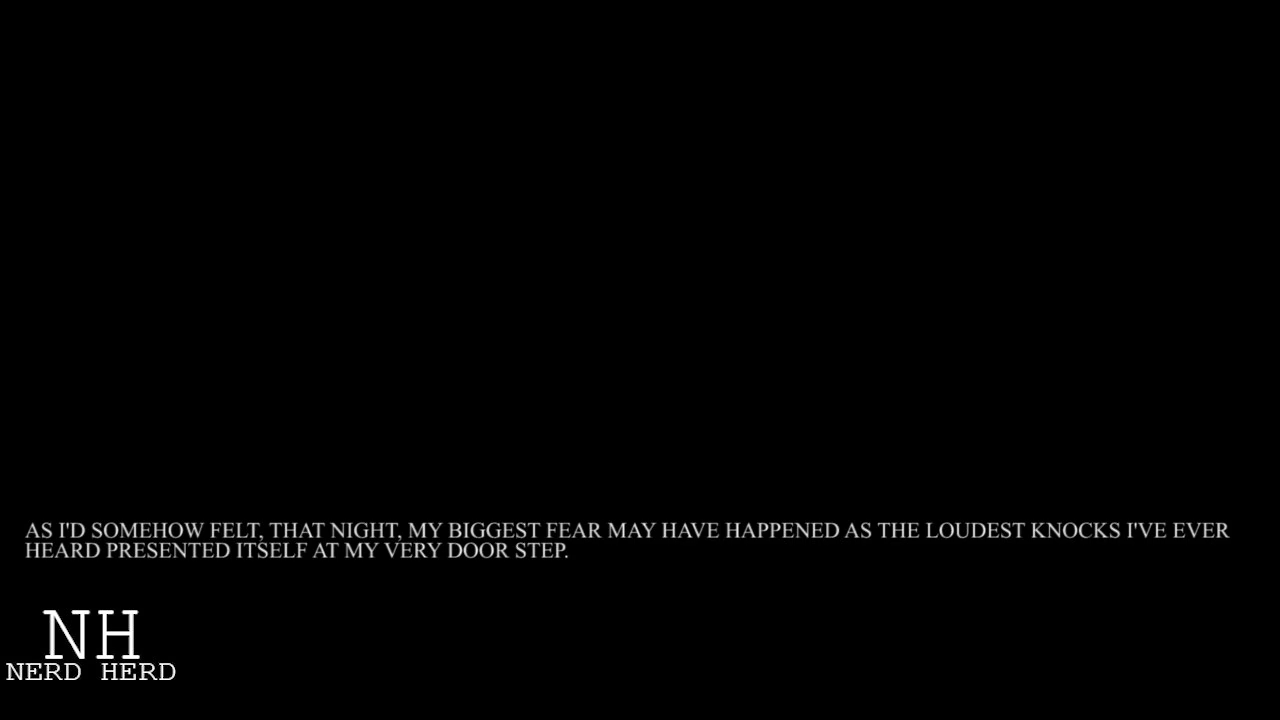 AS I'D SOMEHOW FELT, THAT NIGHT, MY BIGGEST FEAR MAY HAVE HAPPENED AS THE LOUDEST KNOCKS I'VE EVER
HEARD PRESENTED ITSELF AT MY VERY DOOR STEP.
NH
NERD HERD